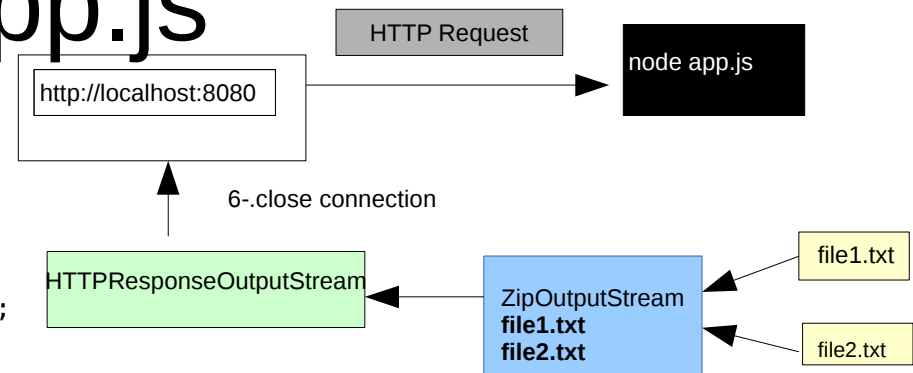 pp.js
HTTP Request
node app.js
http://localhost:8080
6-.close connection
HTTPResponseOutputStream
;
ZipOutputStream
file1.txt
file2.txt
file1.txt
file2.txt